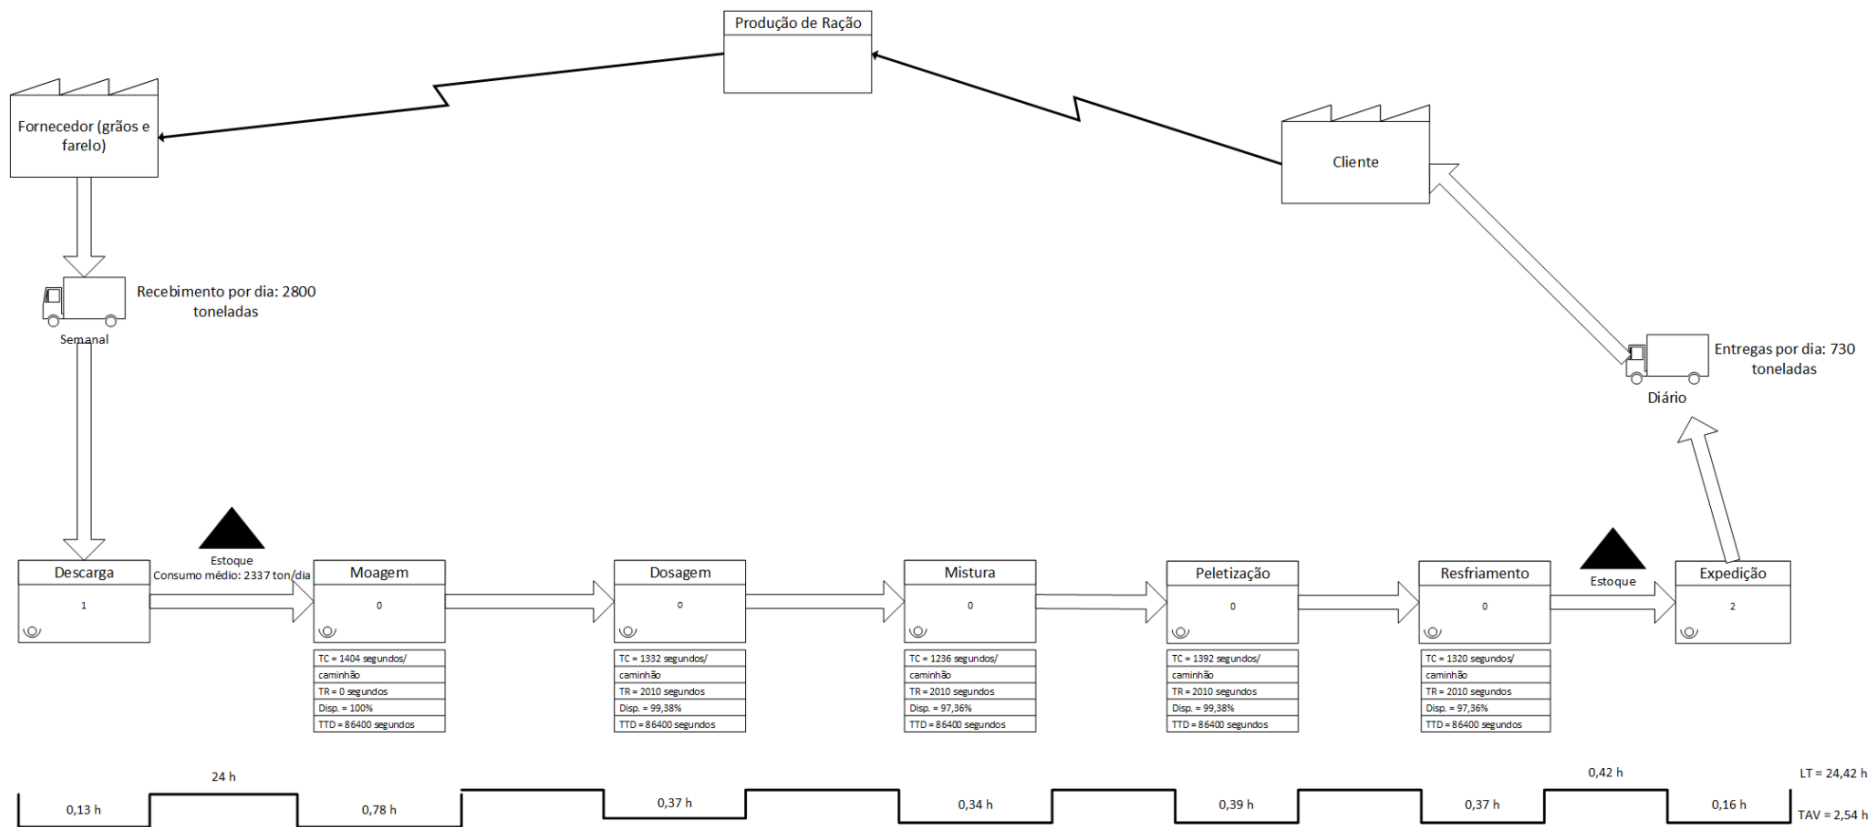 Produção de Ração
Fornecedor (grãos e
farelo)
Cliente
Recebimento por dia: 2800
toneladas
Semanal
Entregas por dia: 730
toneladas
Diário
Estoque
Consumo médio: 2337 ton/dia
Estoque
Descarga
1
Moagem
0
TC = 1404 segundos/
caminhão
TR = 0 segundos
Disp. = 100%
TTD = 86400 segundos
Dosagem
0
TC = 1332 segundos/
caminhão
TR = 2010 segundos
Disp. = 99,38%
TTD = 86400 segundos
Mistura
0
TC = 1236 segundos/
caminhão
TR = 2010 segundos
Disp. = 97,36%
TTD = 86400 segundos
Peletização
0
TC = 1392 segundos/
caminhão
TR = 2010 segundos
Disp. = 99,38%
TTD = 86400 segundos
Resfriamento
0
TC = 1320 segundos/
caminhão
TR = 2010 segundos
Disp. = 97,36%
TTD = 86400 segundos
Expedição
2
0,13 h
24 h
0,78 h
0,37 h
0,34 h
0,39 h
0,37 h
0,42 h
0,16 h
LT = 24,42 h
TAV = 2,54 h